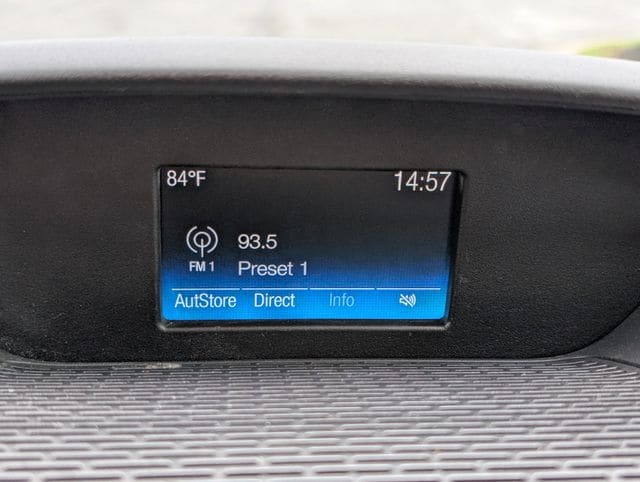 84°F 14:57
93.5
FM 1 Preset 1
AutStore Direct Info